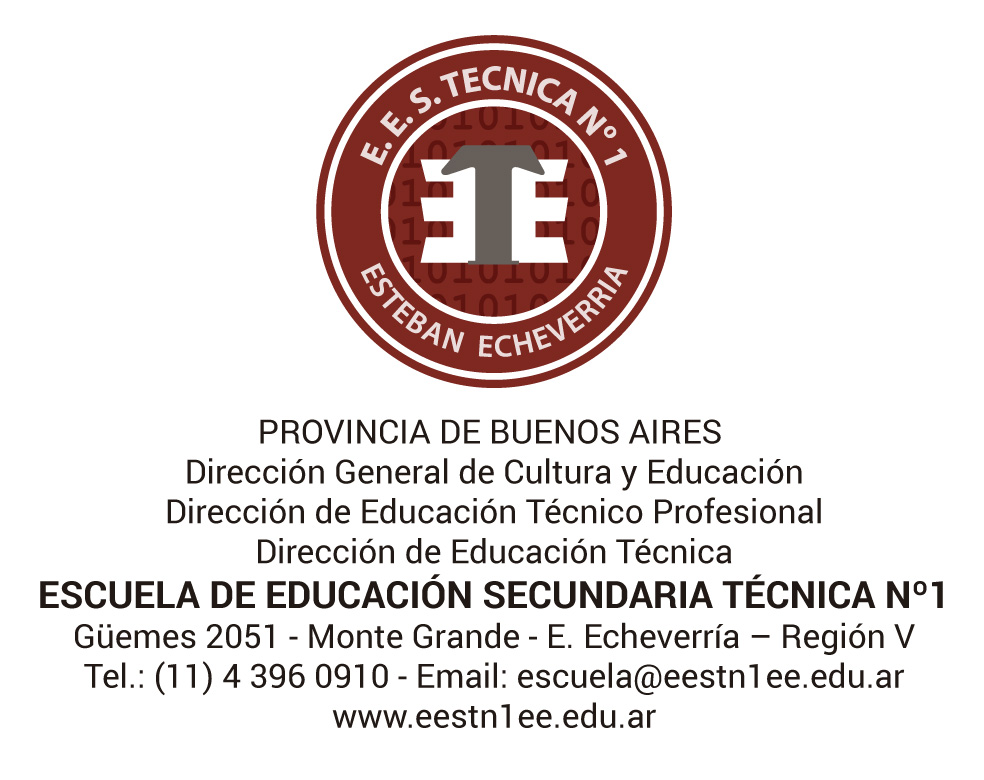 E. E. S. TECNICA Nº 1
ESTEBAN ECHEVERRIA
PROVINCIA DE BUENOS AIRES
Dirección General de Cultura y Educación
Dirección de Educación Técnico Profesional
Dirección de Educación Técnica
ESCUELA DE EDUCACIÓN SECUNDARIA TÉCNICA Nº1
Güemes 2051 - Monte Grande - E. Echeverría – Región V
Tel.: (11) 4 396 0910 - Email: escuela@eestn1ee.edu.ar
www.eestn1ee.edu.ar